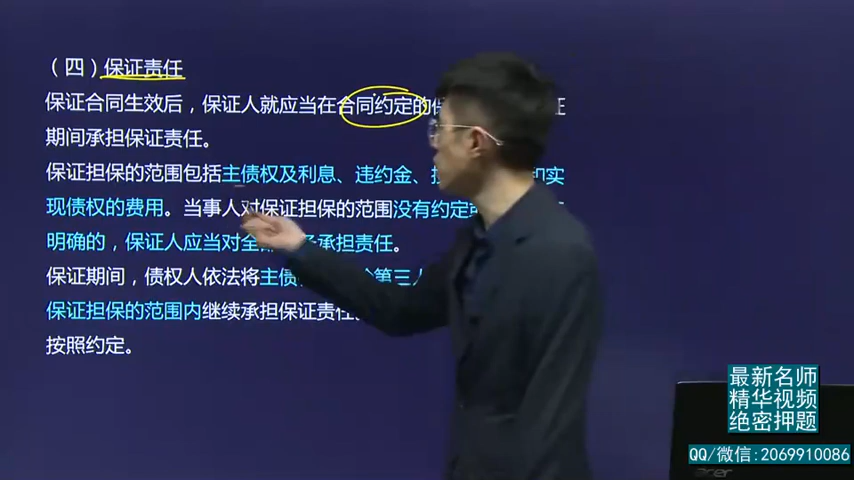 （四）保证责任
保证合同生效后，保证人就应当在合同约定的
期间承担保证责任。
保证担保的范围包括主债权及利息、违约金、
现债权的费用。当事人对保证担保的范围没有约定
明确的，保证人应当对全 承担责任。
保证期间，债权人依法将主债 第三人
保证担保的范围内继续承担保证责任
按照约定。
最新名师
精华视频
绝密押题
QQ/微信:2069910086
acer